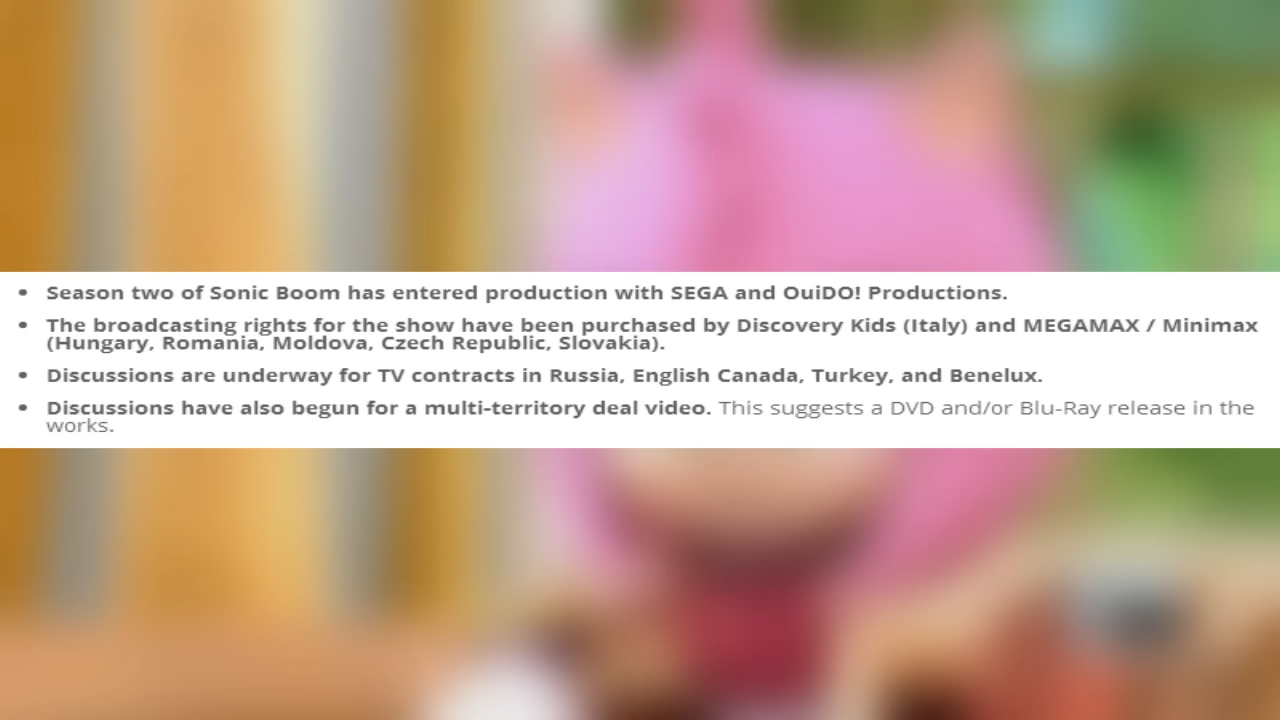 • Season two of Sonic Boom has entered production with SEGA and OuiDO! Productions.
• The broadcasting rights for the show have been purchased by Discovery Kids (Italy) and MEGAMAX / Minimax
(Hungary, Romania, Moldova, Czech Republic, Slovakia).
• Discussions are underway for TV contracts in Russia, English Canada, Turkey, and Benelux.
• Discussions have also begun for a multi-territory deal video. This suggests a DVD and/or Blu-Ray release in the
works.